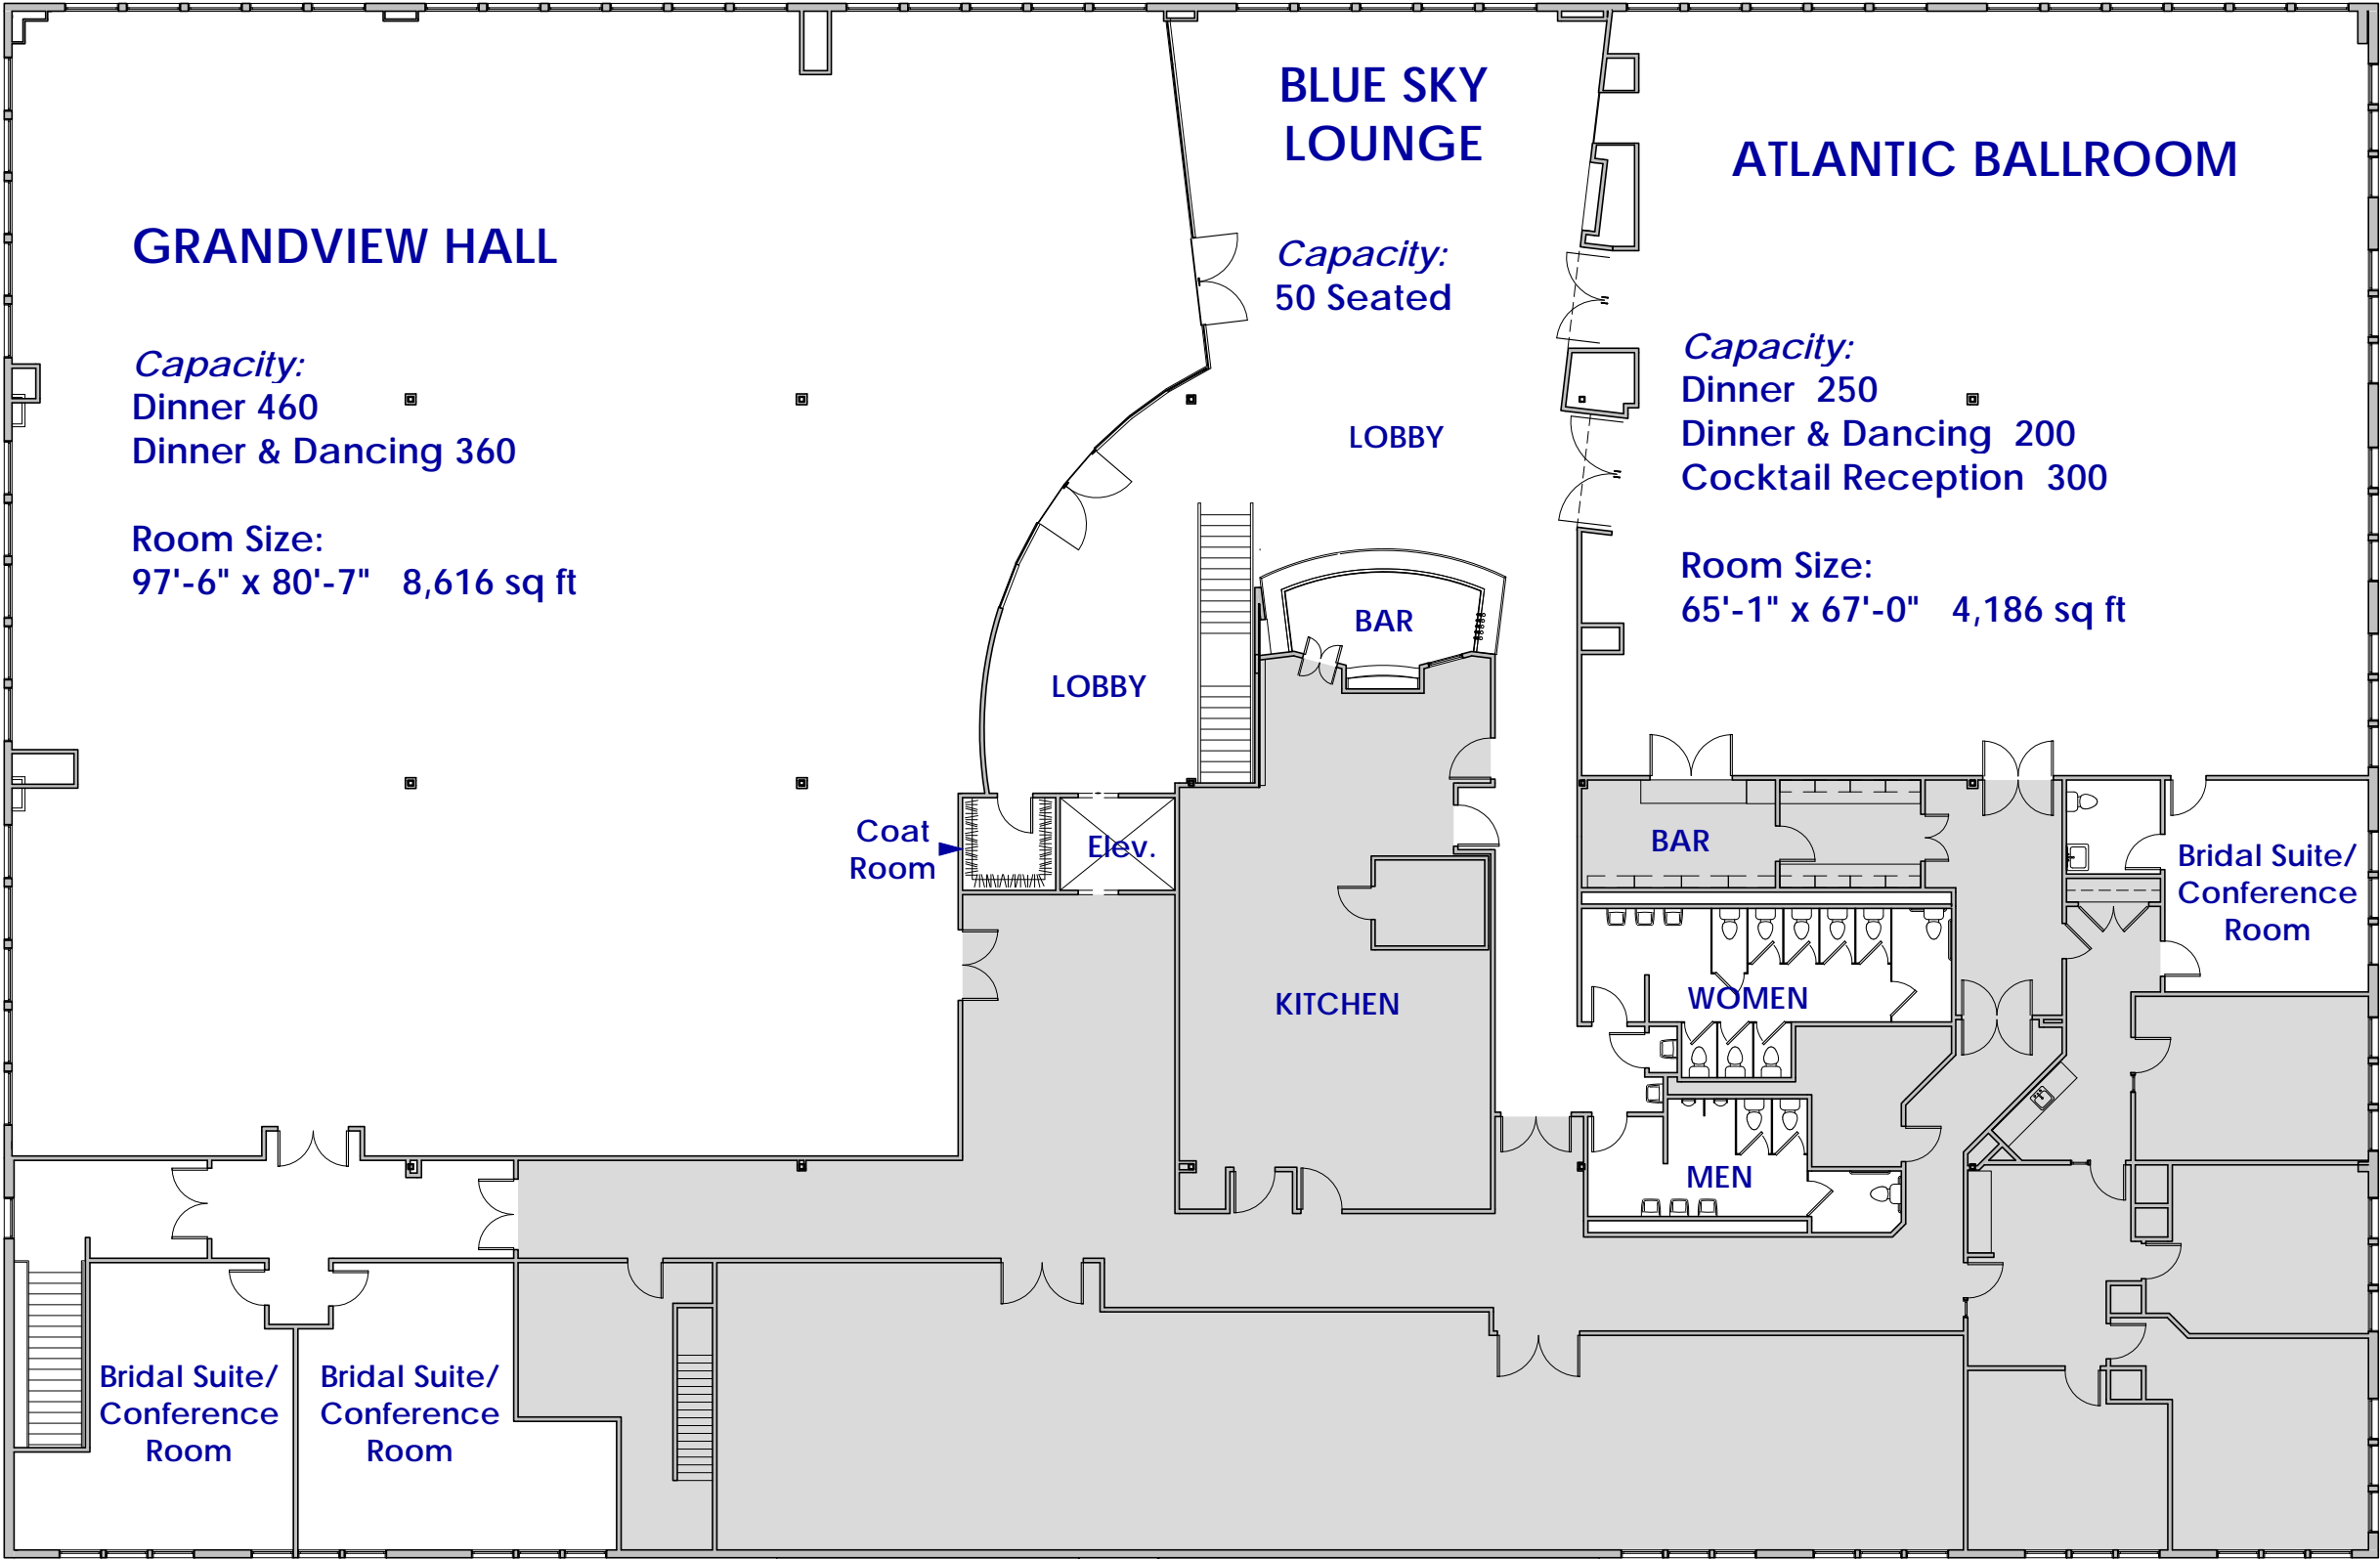 GRANDVIEW HALL
Capacity:
Dinner 460
Dinner & Dancing 360
Room Size:
97'-6" x 80'-7" 8,616 sq ft
BLUE SKY
LOUNGE
Capacity:
50 Seated
LOBBY
BAR
LOBBY
ATLANTIC BALLROOM
Capacity:
Dinner 250
Dinner & Dancing 200
Cocktail Reception 300
Room Size:
65'-1" x 67'-0" 4,186 sq ft
Coat
Room
Elev.
KITCHEN
BAR
Bridal Suite/
Conference
Room
WOMEN
MEN
Bridal Suite/
Conference
Room
Bridal Suite/
Conference
Room